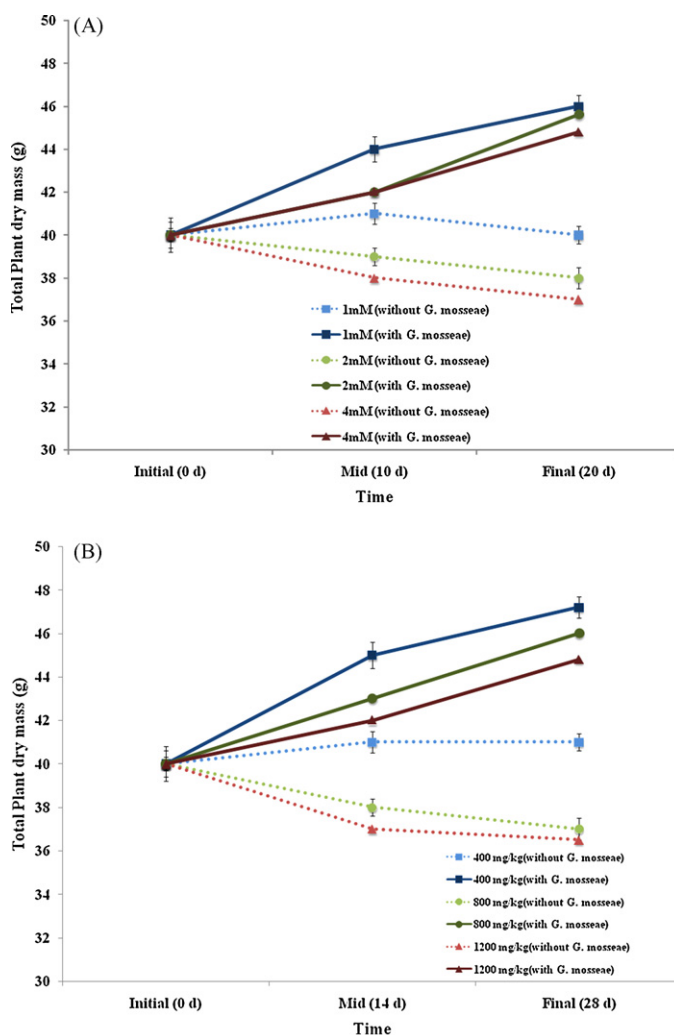 (A)
50
48
46
44
42
40
38
36
34
32
30
Total Plant dry mass (g)
1mM(without G. mosseae)
1mM(with G. mosseae)
2mM(without G. mosseae)
2mM(with G. mosseae)
4mM(without G. mosseae)
4mM(with G. mosseae)
Initial (0 d)
Mid (10 d)
Final (20 d)
Time
(B)
50
48
46
44
42
40
38
36
34
32
30
Total Plant dry mass (g)
400 mg/kg(without G. mosseae)
400 mg/kg(with G. mosseae)
800 mg/kg(without G. mosseae)
800 mg/kg(with G. mosseae)
1200 mg/kg(without G. mosseae)
1200 mg/kg(with G. mosseae)
Initial (0 d)
Mid (14 d)
Final (28 d)
Time